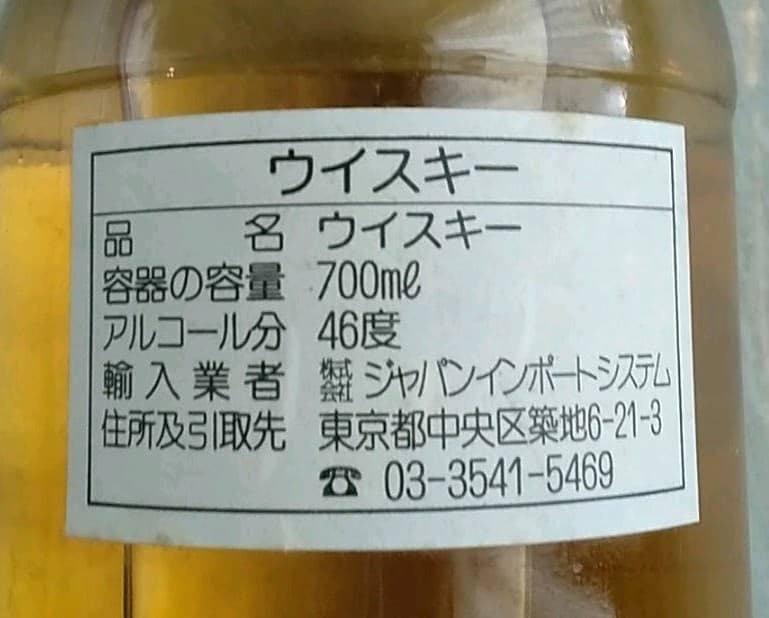 ウイスキー
品名 ウイスキー
容器の容量 700mℓ
アルコール分 46度
輸入業者 株式会社 ジャパンインポートシステム
住所及引取先 東京都中央区築地6-21-3
☎ 03-3541-5469